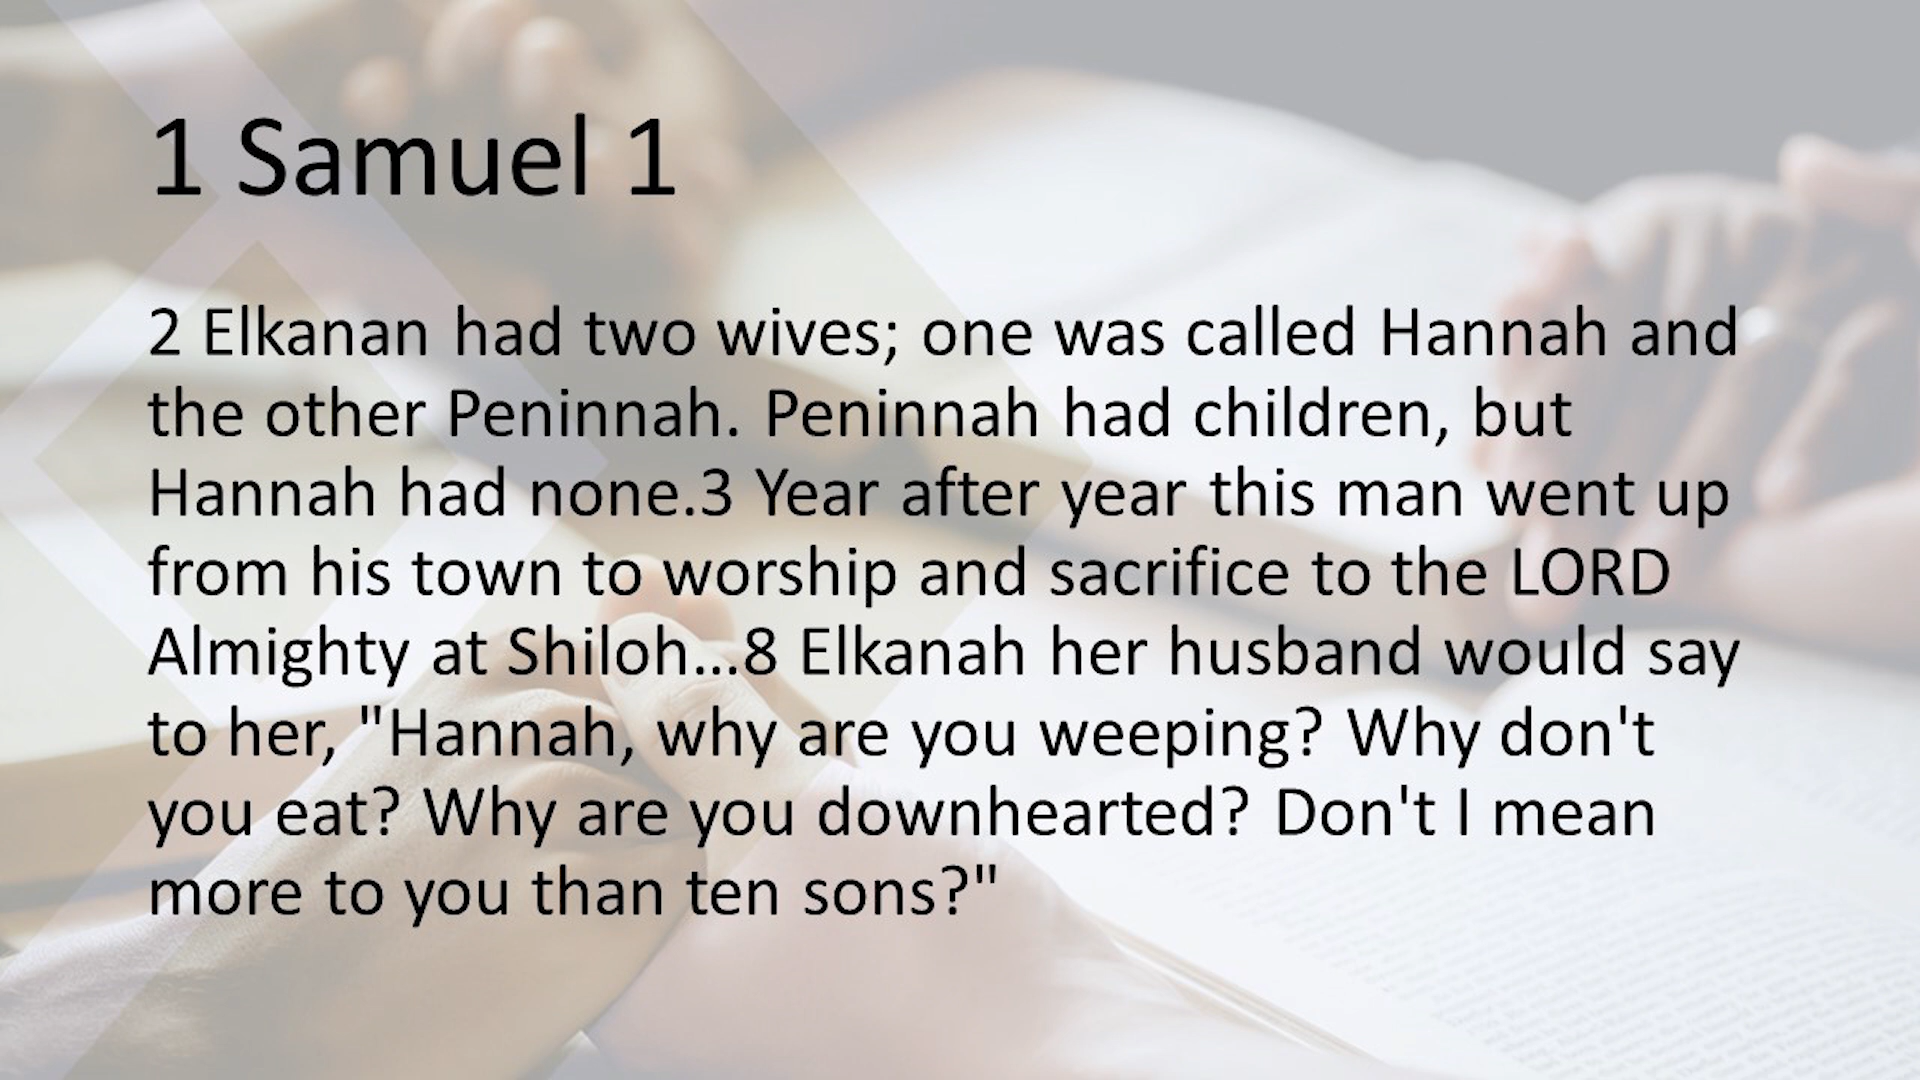 1 Samuel 1
2 Elkanan had two wives; one was called Hannah and
the other Peninnah. Peninnah had children, but
Hannah had none.3 Year after year this man went up
from his town to worship and sacrifice to the LORD
Almighty at Shiloh...8 Elkanah her husband would say
to her, "Hannah, why are you weeping? Why don't
you eat? Why are you downhearted? Don't I mean
more to you than ten sons?"